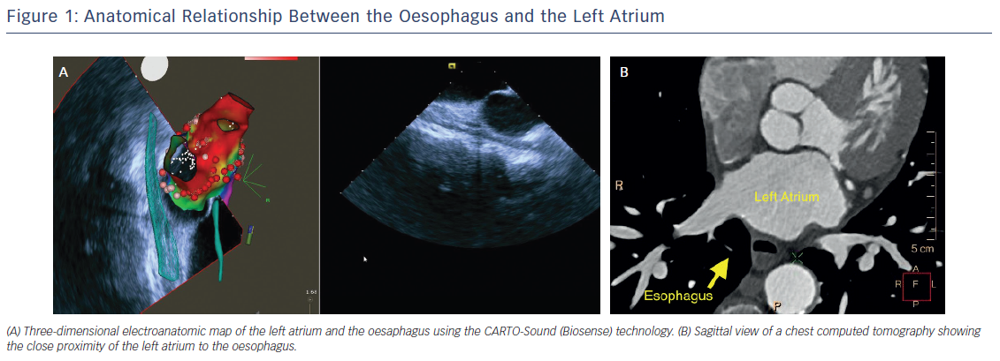 Figure 1: Anatomical Relationship Between the Oesophagus and the Left Atrium
A
B
R
Left Atrium
Esophagus
5 cm
A
R F L
P
P
(A) Three-dimensional electroanatomic map of the left atrium and the oesaphagus using the CARTO-Sound (Biosense) technology. (B) Sagittal view of a chest computed tomography showing
the close proximity of the left atrium to the oesophagus.